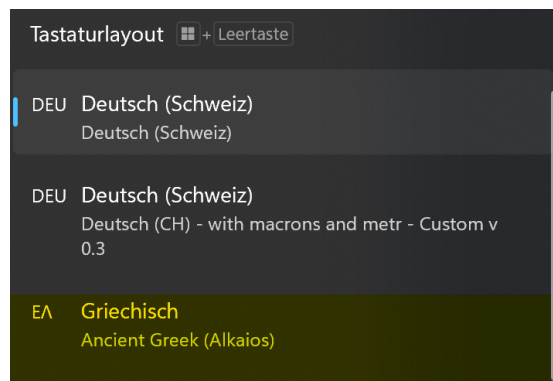 Tastaturlayout + Leertaste
DEU Deutsch (Schweiz)
Deutsch (Schweiz)
DEU Deutsch (Schweiz)
Deutsch (CH) - with macrons and metr - Custom v
0.3
ΕΛ Griechisch
Ancient Greek (Alkaios)